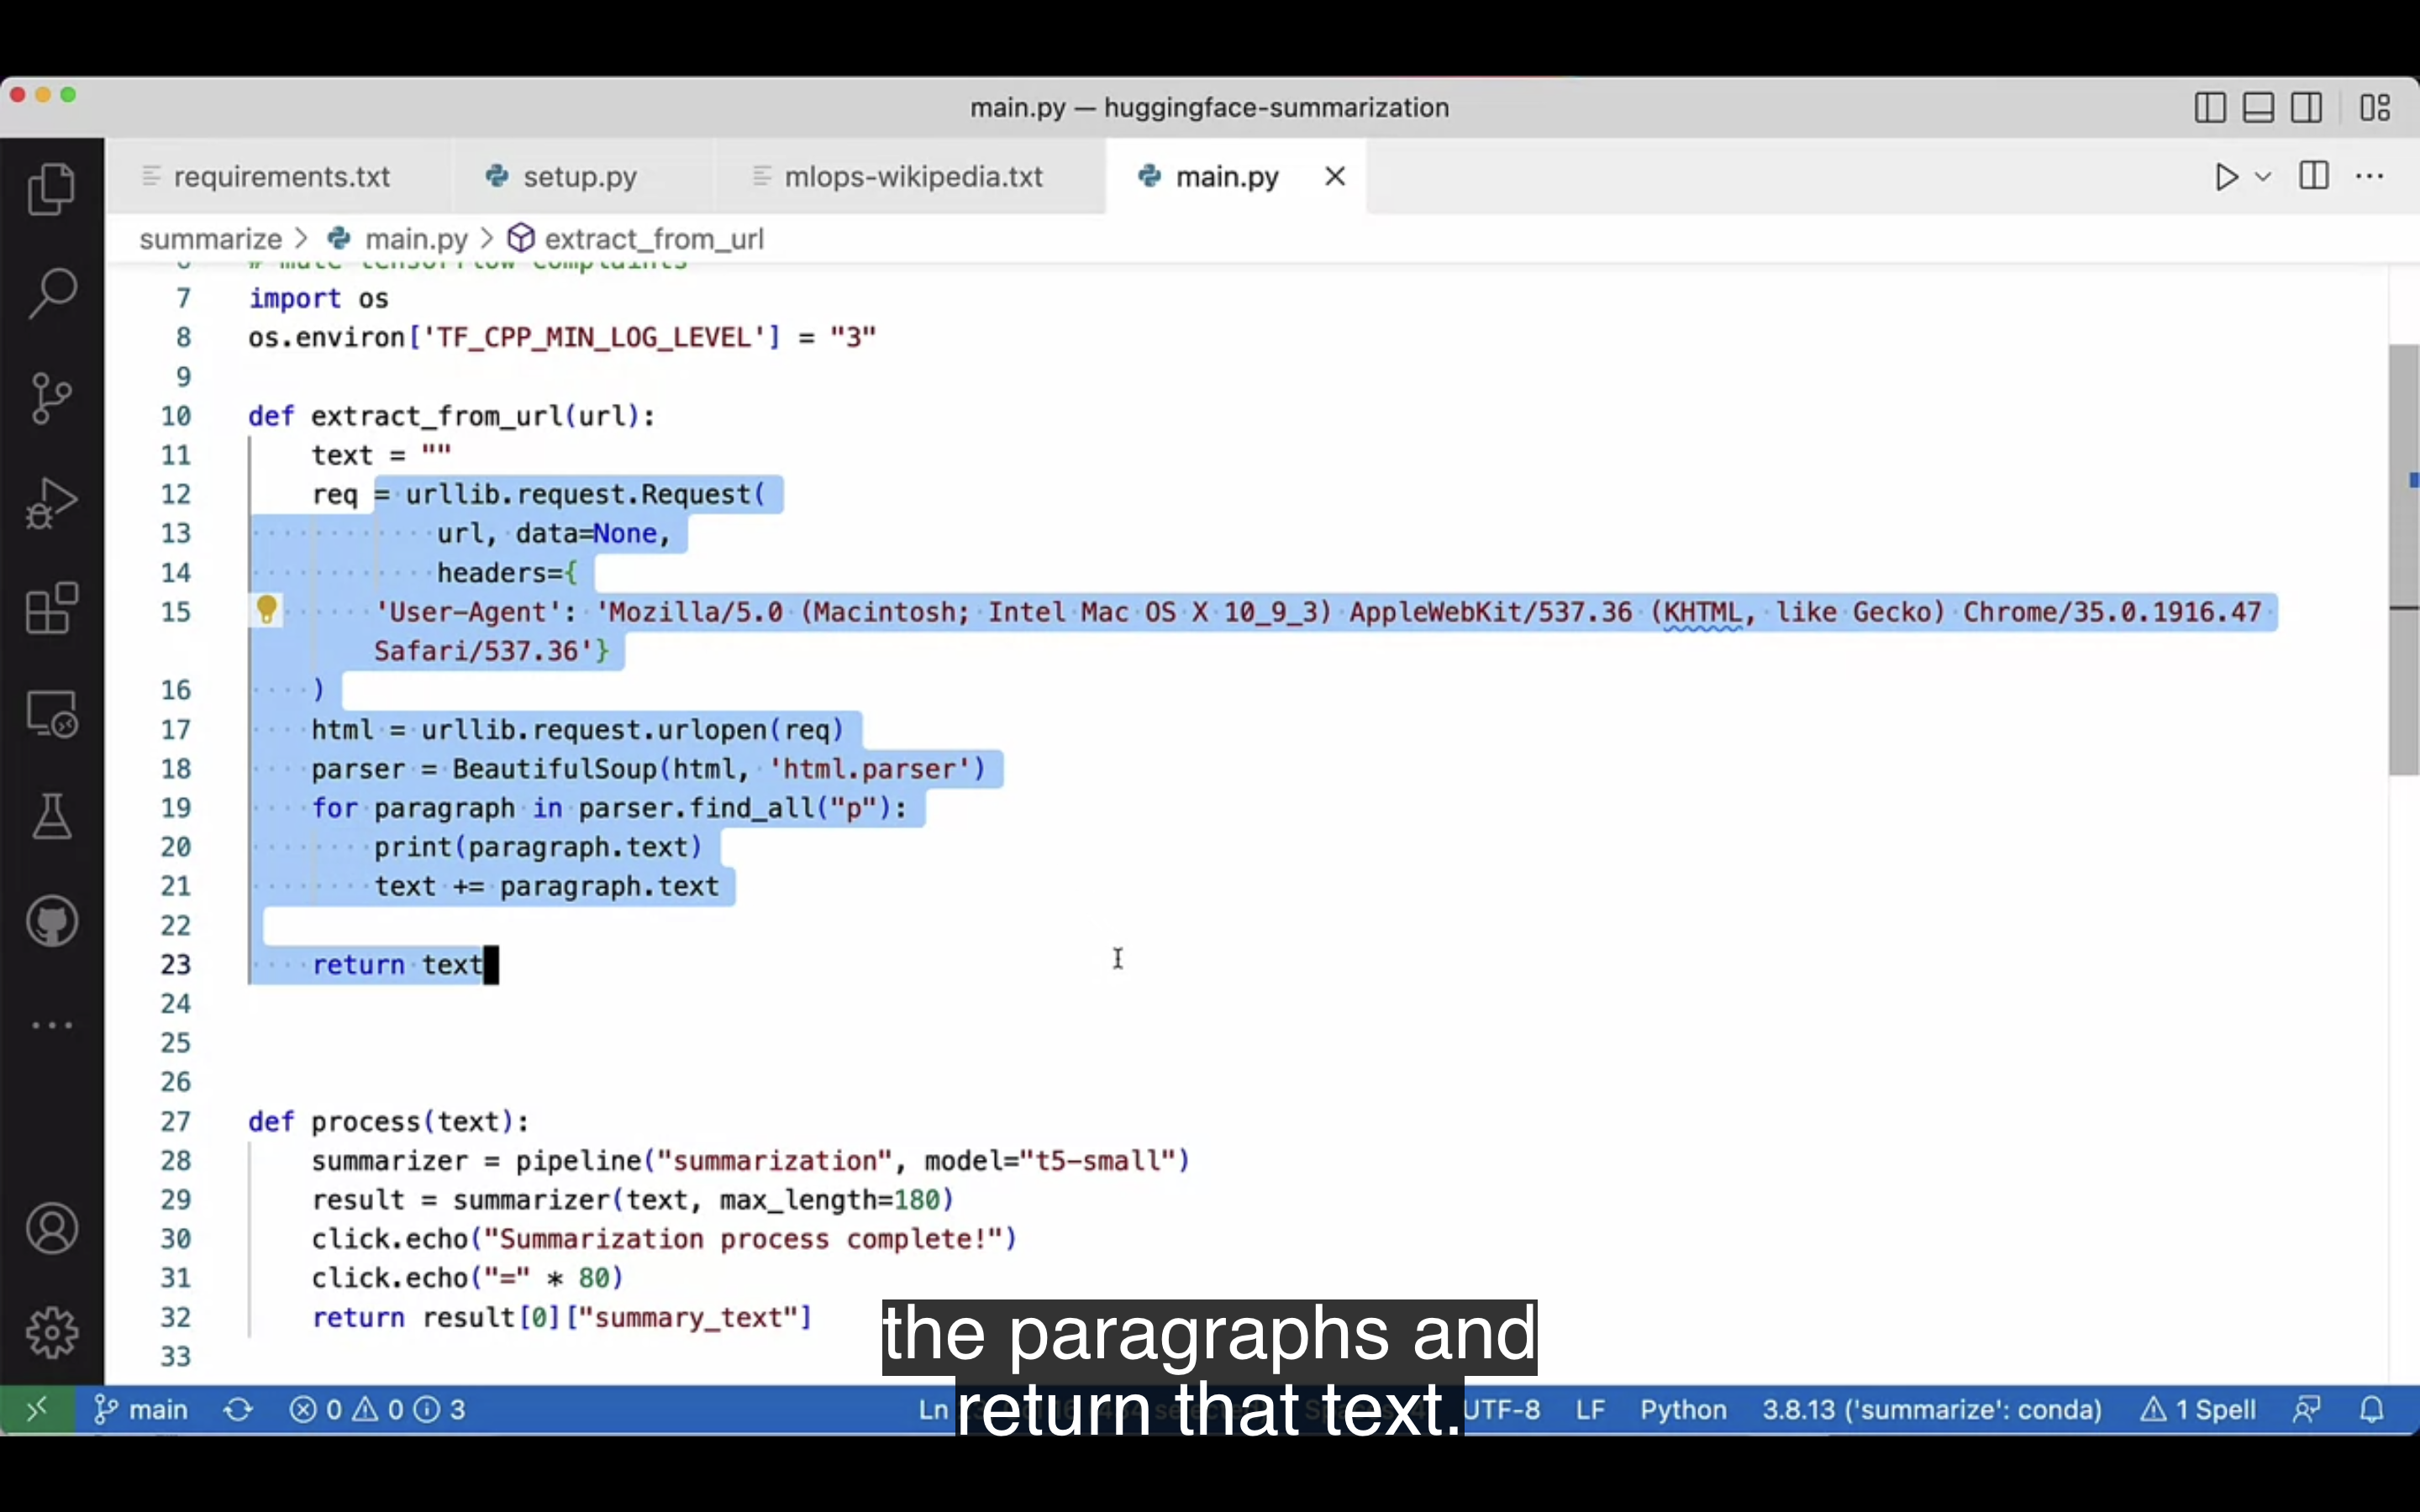 main.py — huggingface-summarization
requirements.txt
setup.py
mlops-wikipedia.txt
main.py
summarize > main.py > extract_from_url
# mute tensorflow complaints
7 import os
8 os.environ['TF_CPP_MIN_LOG_LEVEL'] = "3"
9
10 def extract_from_url(url):
11 text = ""
12 req = urllib.request.Request(
13 url, data=None,
14 headers={
15 'User-Agent': 'Mozilla/5.0 (Macintosh; Intel Mac OS X 10_9_3) AppleWebKit/537.36 (KHTML, like Gecko) Chrome/35.0.1916.47
Safari/537.36'}
16 )
17 html = urllib.request.urlopen(req)
18 parser = BeautifulSoup(html, 'html.parser')
19 for paragraph in parser.find_all("p"):
20 print(paragraph.text)
21 text += paragraph.text
22
23 return text
24
25
26
27 def process(text):
28 summarizer = pipeline("summarization", model="t5-small")
29 result = summarizer(text, max_length=180)
30 click.echo("Summarization process complete!")
31 click.echo("=" * 80)
32 return result[0]["summary_text"]
33
the paragraphs and
return that text.
main 0 0 3 Ln UTF-8 LF Python 3.8.13 ('summarize': conda) 1 Spell